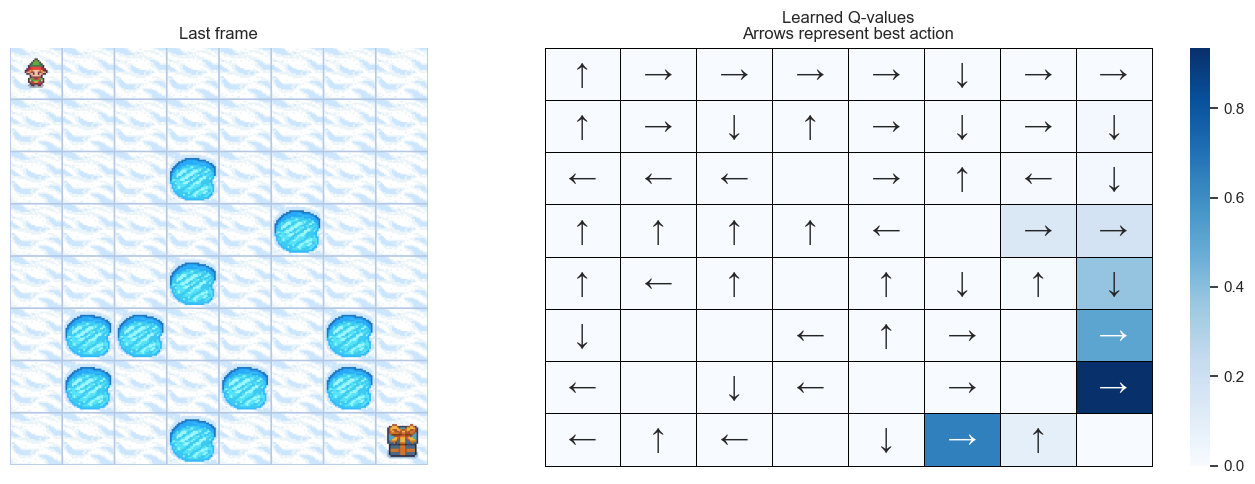 Last frame
Learned Q-values
Arrows represent best action
↑ → → → → ↓ → →
↑ → ↓ ↑ → ↓ → ↓
← ← ← → ↑ ← ↓
↑ ↑ ↑ ↑ ← → →
↑ ← ↑ ↑ ↓ ↑ ↓
↓ ← ↑ → →
← ↓ ← → →
← ↑ ← ↓ → ↑
0.8
0.6
0.4
0.2
0.0